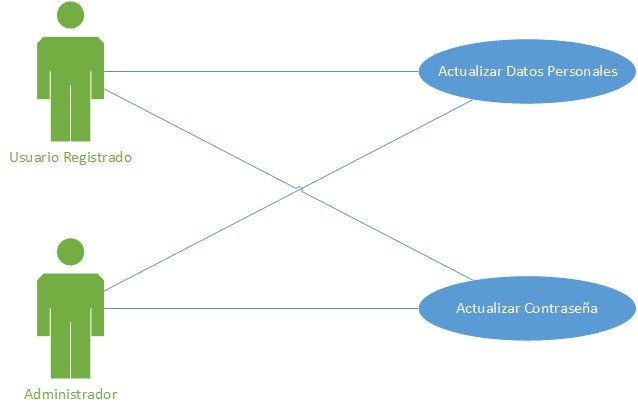 Actualizar Datos Personales
Usuario Registrado
Actualizar Contraseña
Administrador